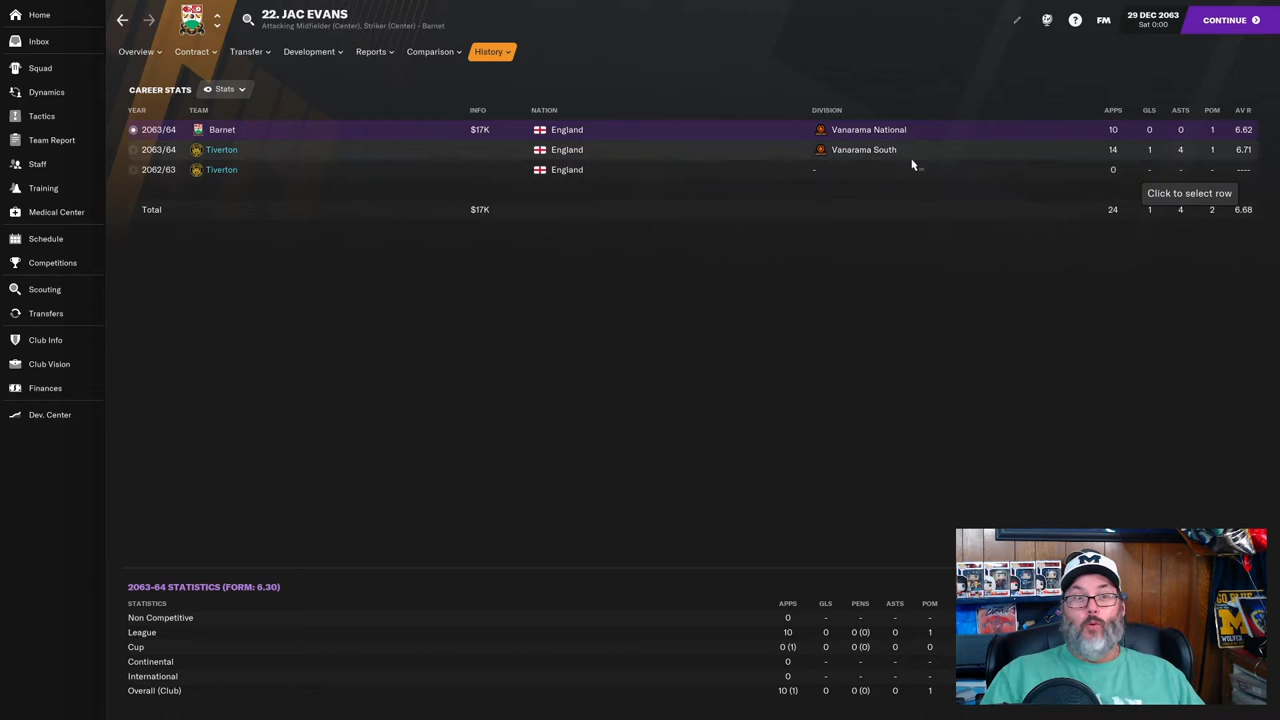 Home
Inbox
Squad
Dynamics
Tactics
Team Report
Staff
Training
Medical Center
Schedule
Competitions
Scouting
Transfers
Club Info
Club Vision
Finances
Dev. Center
22. JAC EVANS
Attacking Midfielder (Center), Striker (Center) - Barnet
? FM 29 DEC 2063 Sat 0:00 CONTINUE
Overview Contract Transfer Development Reports Comparison History
CAREER STATS Stats
YEAR TEAM INFO NATION DIVISION APPS GLS ASTS POM AV R
2063/64 Barnet $17K England Vanarama National 10 0 0 1 6.62
2063/64 Tiverton England Vanarama South 14 1 4 1 6.71
2062/63 Tiverton England - 0 - - - ----
Click to select row
Total $17K 24 1 4 2 6.68
2063-64 STATISTICS (FORM: 6.30)
STATISTICS APPS GLS PENS ASTS POM
Non Competitive 0 - - - -
League 10 0 0 (0) 0 1
Cup 0 (1) 0 0 (0) 0 0
Continental 0 - - - -
International 0 - - - -
Overall (Club) 10 (1) 0 0 (0) 0 1
M
GO BLUE
M